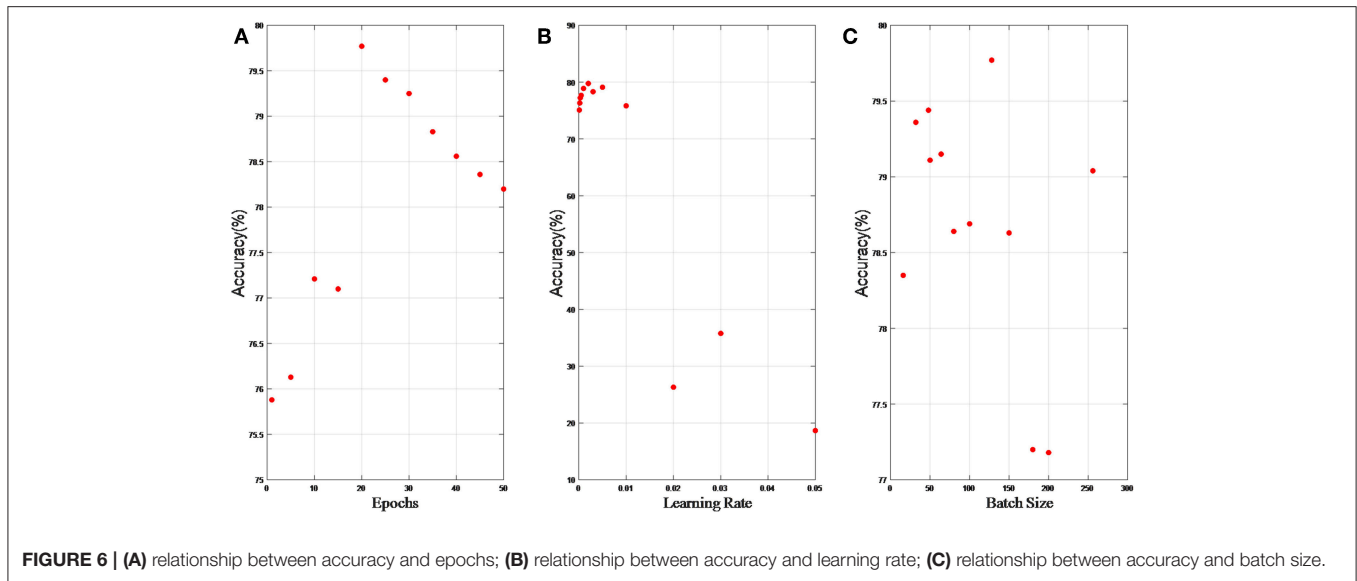 A
80
79.5
79
78.5
78
77.5
77
76.5
76
75.5
75
Accuracy(%)
0 10 20 30 40 50
Epochs
B
90
80
70
60
50
40
30
20
10
Accuracy(%)
0 0.01 0.02 0.03 0.04 0.05
Learning Rate
C
80
79.5
79
78.5
78
77.5
77
Accuracy(%)
0 50 100 150 200 250 300
Batch Size
FIGURE 6 | (A) relationship between accuracy and epochs; (B) relationship between accuracy and learning rate; (C) relationship between accuracy and batch size.